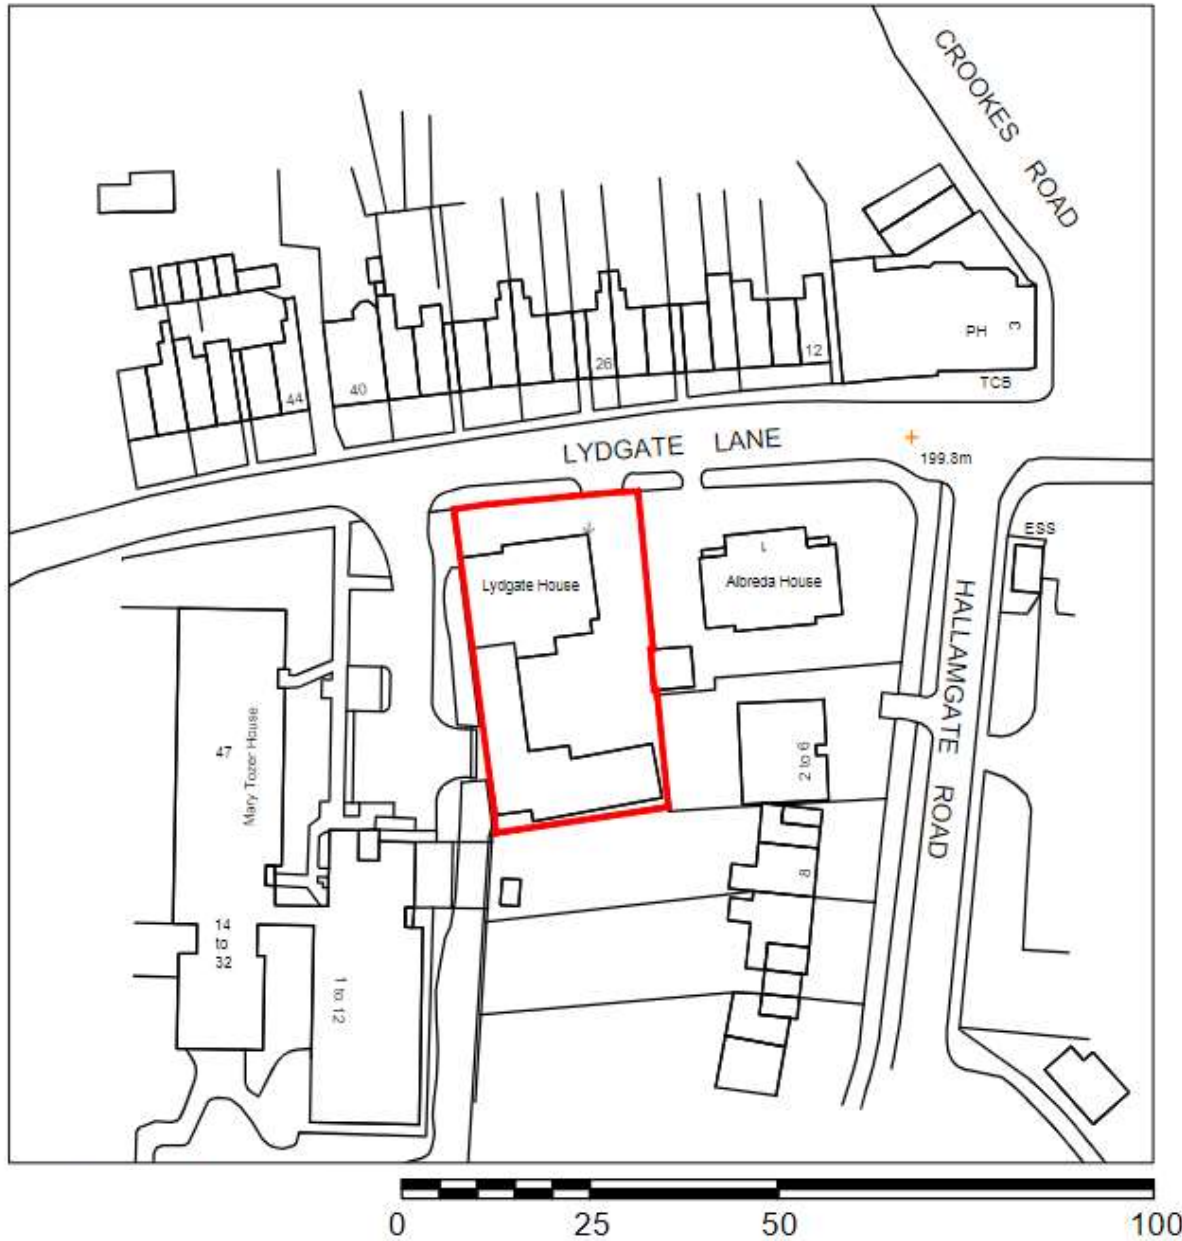 CROOKES ROAD
PH
3
TCB
12
26
40
44
LYDGATE LANE
199.8m
ESS
Lydgate House
1
Albreda House
HALLAMGATE ROAD
47
Mary Tozer House
2 to 6
8
14
to
32
1 to 12
0 25 50 100